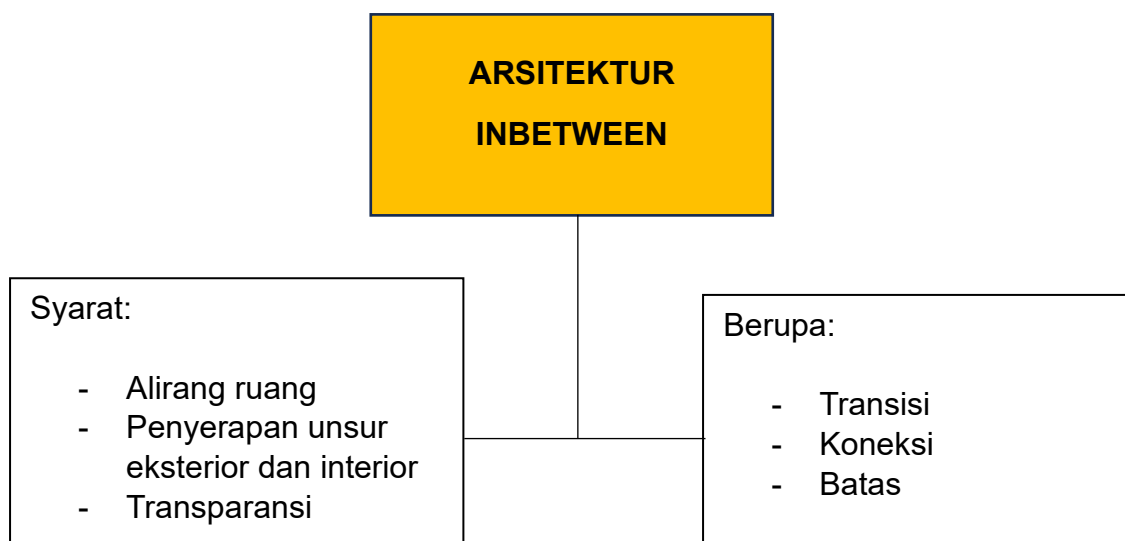 ARSITEKTUR
INBETWEEN
Syarat:
- Alirang ruang
- Penyerapan unsur
eksterior dan interior
- Transparansi
Berupa:
- Transisi
- Koneksi
- Batas